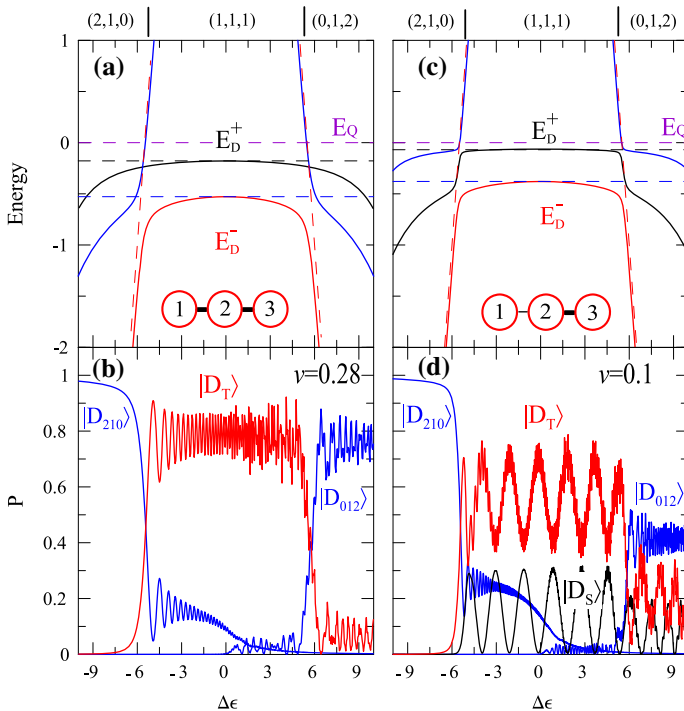 (2,1,0) (1,1,1) (0,1,2) (2,1,0) (1,1,1) (0,1,2)
1 (a) (c)
0 E_D^+ E_Q E_D^+ E_Q
Energy
-1 E_D^- E_D^-
1 2 3 1 2 3
-2
1 (b) ν=0.28 (d) ν=0.1
|D_T⟩
|D_210⟩ |D_210⟩ |D_T⟩
0.8
0.6
|D_012⟩ |D_012⟩
P
0.4
|D_S⟩
0.2
0
-9 -6 -3 0 3 6 9 -9 -6 -3 0 3 6 9
Δϵ Δϵ